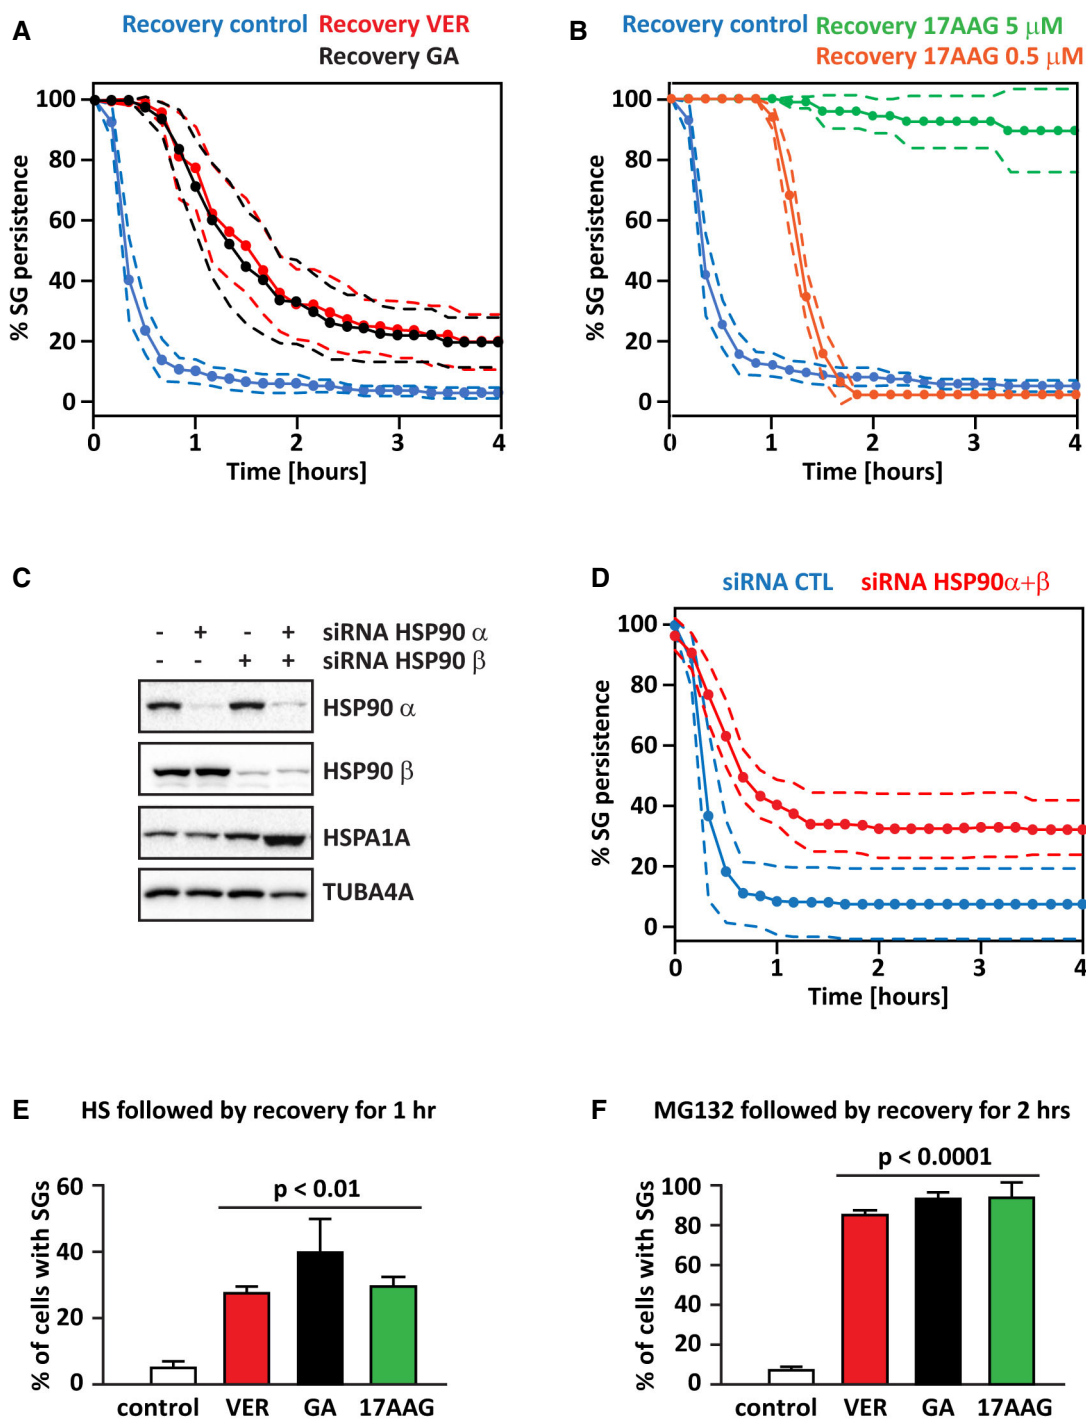 A
Recovery control Recovery VER
Recovery GA
% SG persistence
100
80
60
40
20
0
0 1 2 3 4
Time [hours]
B
Recovery control Recovery 17AAG 5 μM
Recovery 17AAG 0.5 μM
% SG persistence
100
80
60
40
20
0
0 1 2 3 4
Time [hours]
C
- + - + siRNA HSP90 α
- - + + siRNA HSP90 β
HSP90 α
HSP90 β
HSPA1A
TUBA4A
D
siRNA CTL siRNA HSP90α+β
% SG persistence
100
80
60
40
20
0
0 1 2 3 4
Time [hours]
E
HS followed by recovery for 1 hr
p < 0.01
% of cells with SGs
60
40
20
0
control VER GA 17AAG
F
MG132 followed by recovery for 2 hrs
p < 0.0001
% of cells with SGs
100
80
60
40
20
0
control VER GA 17AAG